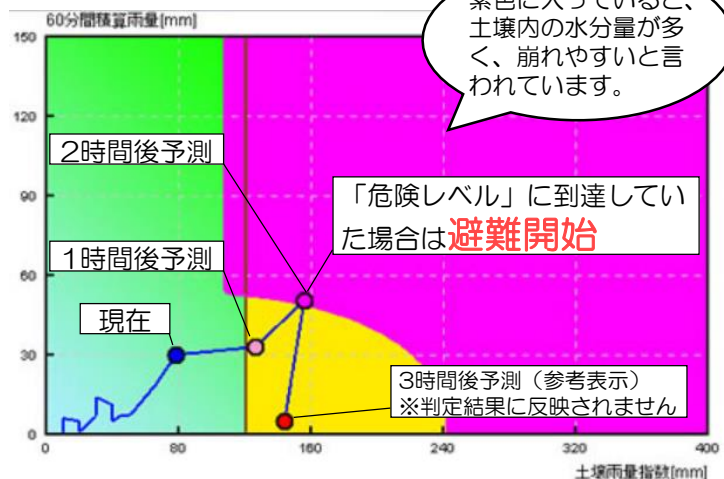 60分間積算雨量[mm]
紫色に入っていると、
土壌内の水分量が多
く、崩れやすいと言
われています。
150
120
90
60
30
0
2時間後予測
「危険レベル」に到達してい
た場合は避難開始
1時間後予測
現在
3時間後予測（参考表示）
※判定結果に反映されません
0
80
160
240
320
400
土壌雨量指数[mm]